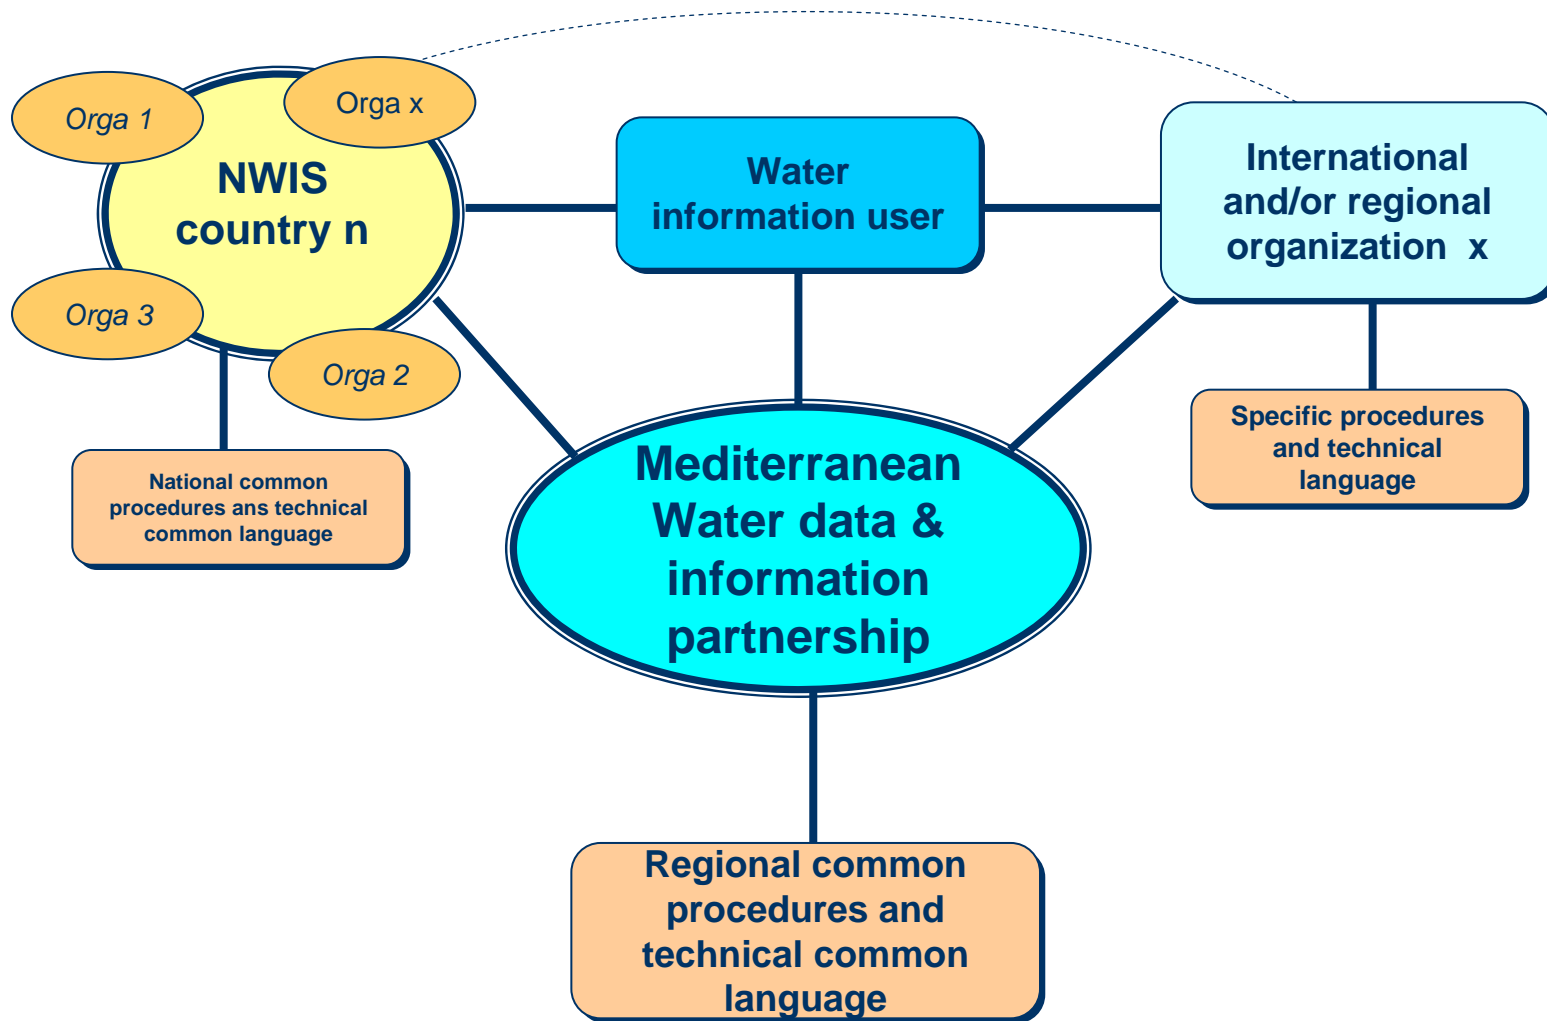 Orga 1
Orga x
NWIS
country n
Orga 3
Orga 2
National common
procedures ans technical
common language
Water
information user
International
and/or regional
organization x
Specific procedures
and technical
language
Mediterranean
Water data &
information
partnership
Regional common
procedures and
technical common
language